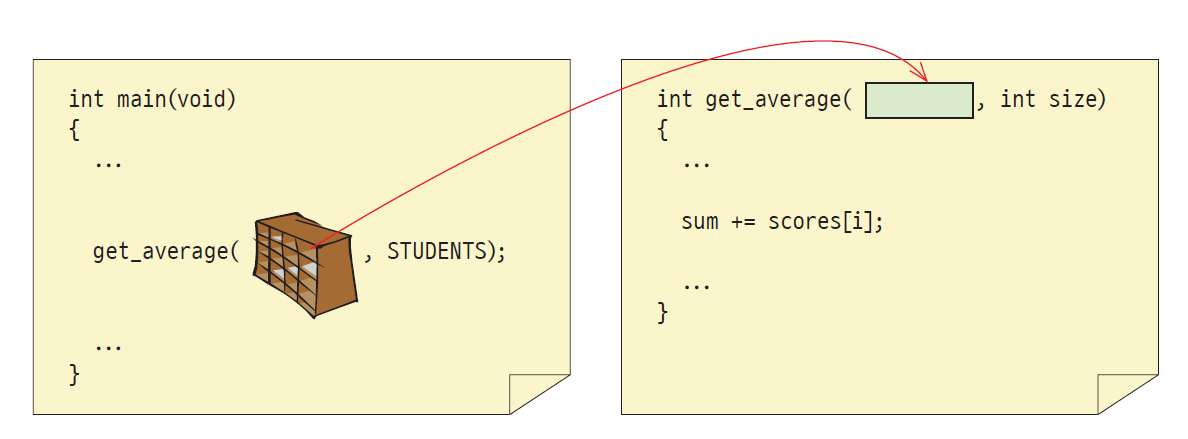 int main(void)
{
...
get_average( , STUDENTS);
...
}
int get_average( , int size)
{
...
sum += scores[i];
...
}